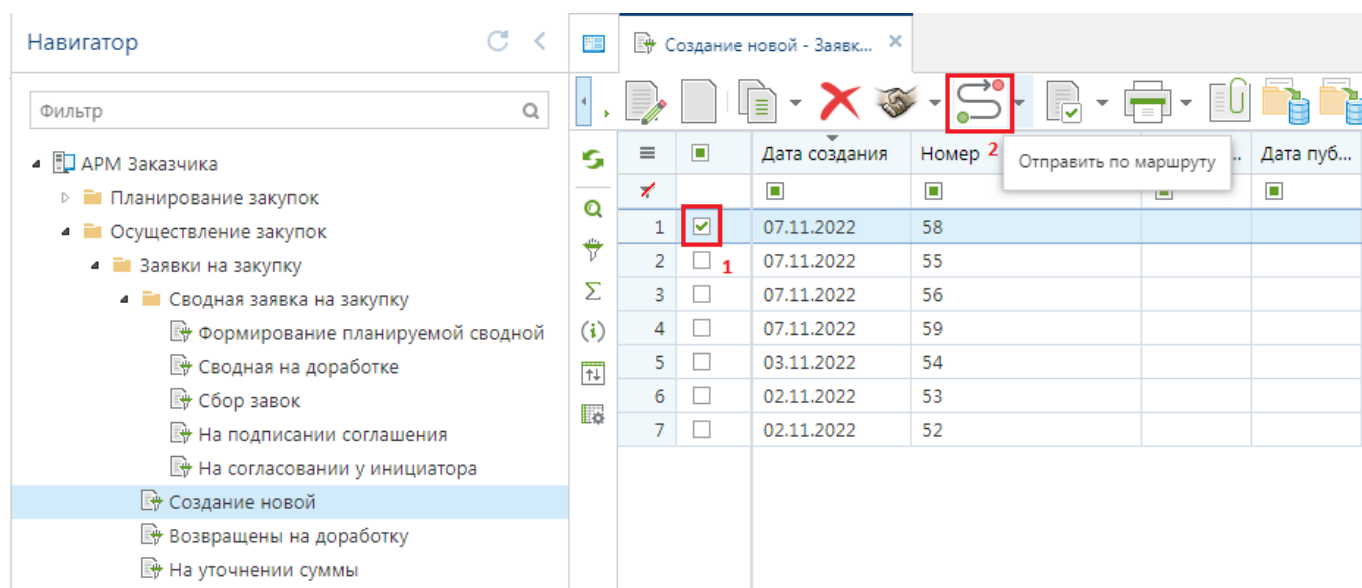 Навигатор
Создание новой - Заявк...
Фильтр
АРМ Заказчика
Планирование закупок
Осуществление закупок
Заявки на закупку
Сводная заявка на закупку
Формирование планируемой сводной
Сводная на доработке
Сбор завок
На подписании соглашения
На согласовании у инициатора
Создание новой
Возвращены на доработку
На уточнении суммы
Дата создания Номер 2 .. Дата пуб...
Отправить по маршруту
1 07.11.2022 58
2 1 07.11.2022 55
3 07.11.2022 56
4 07.11.2022 59
5 03.11.2022 54
6 02.11.2022 53
7 02.11.2022 52